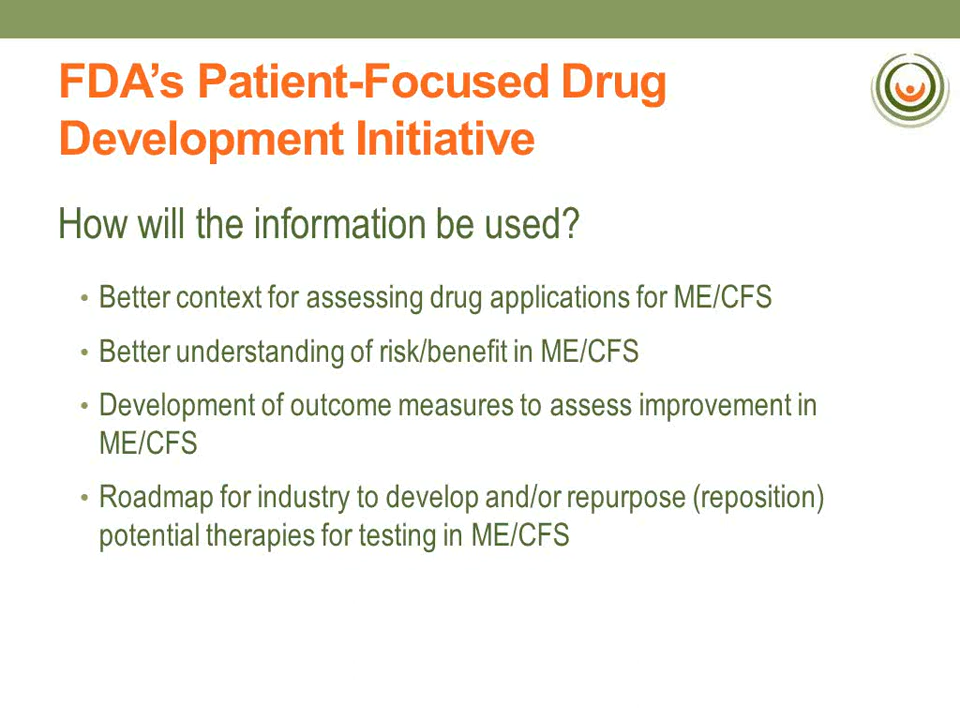 FDA’s Patient-Focused Drug
Development Initiative
How will the information be used?
• Better context for assessing drug applications for ME/CFS
• Better understanding of risk/benefit in ME/CFS
• Development of outcome measures to assess improvement in
ME/CFS
• Roadmap for industry to develop and/or repurpose (reposition)
potential therapies for testing in ME/CFS